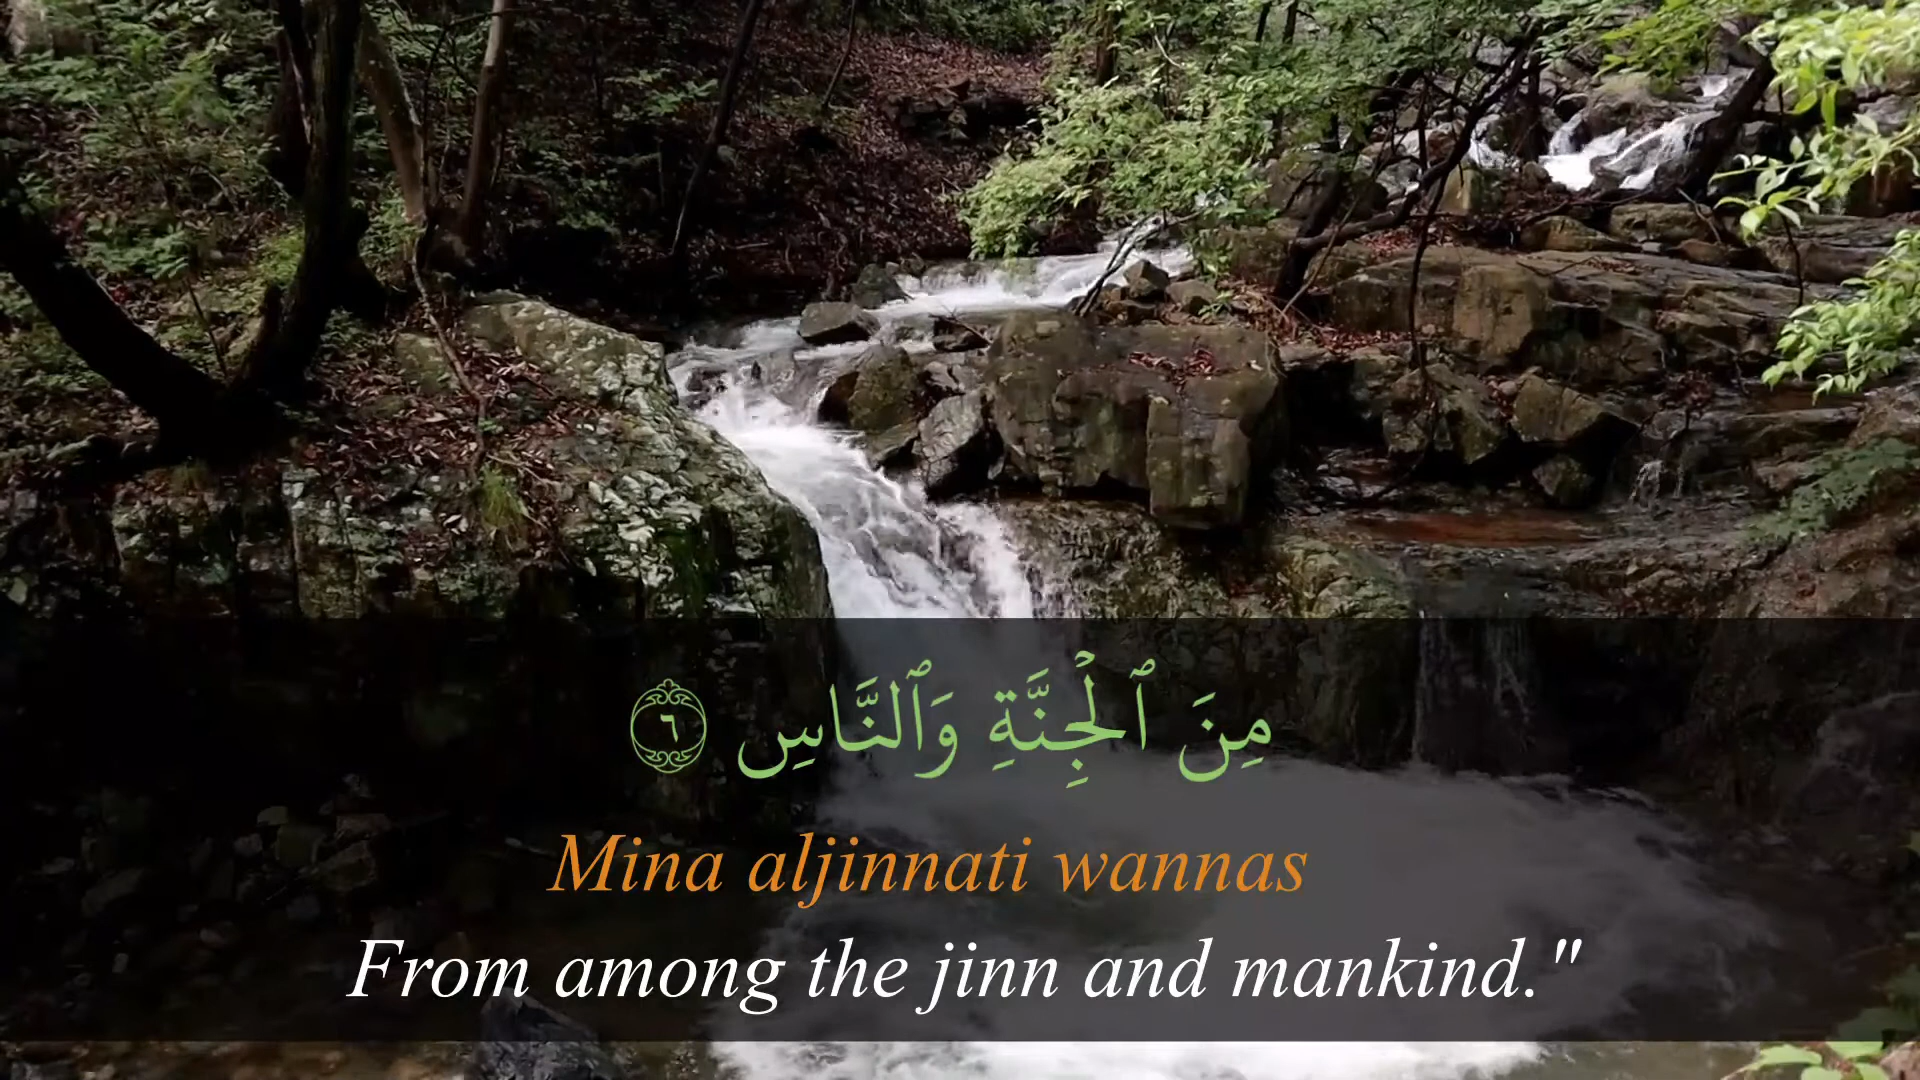 مِنَ ٱلْجِنَّةِ وَٱلنَّاسِ ٦
Mina aljinnati wannas
From among the jinn and mankind."